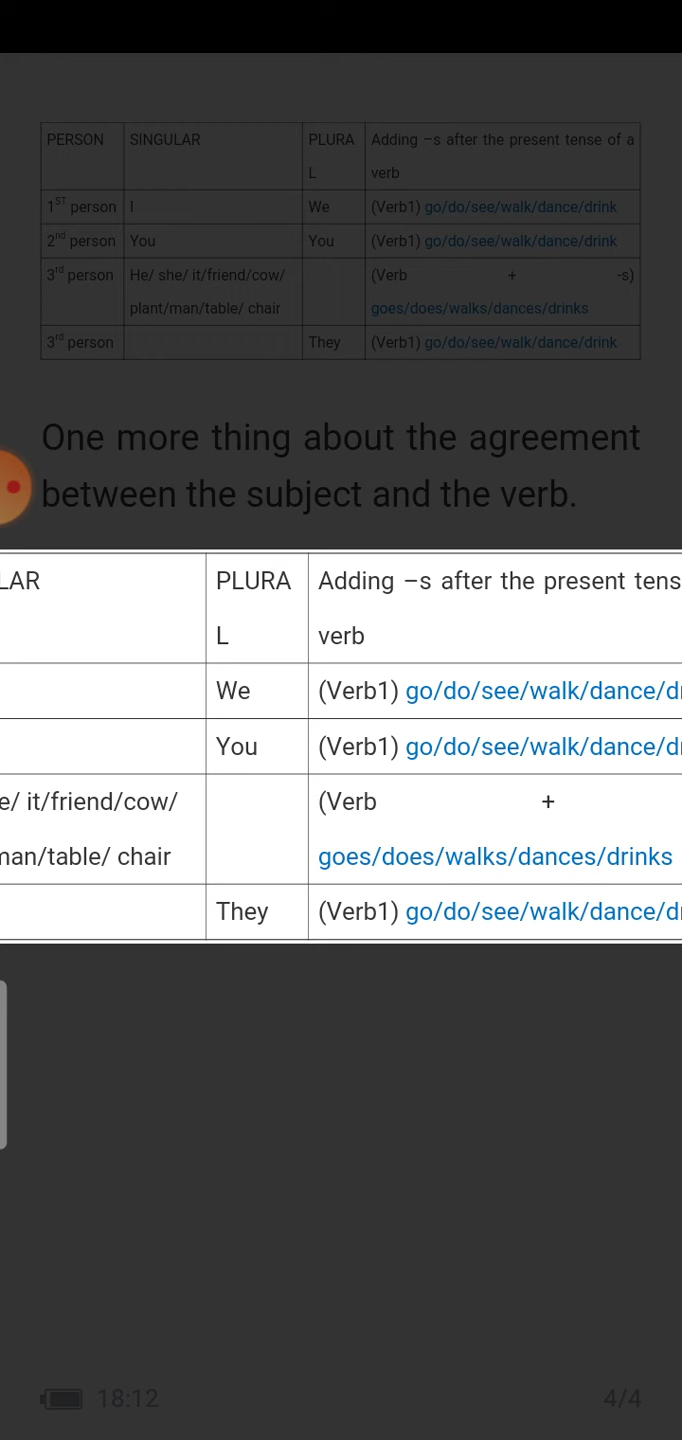 PERSON SINGULAR PLURA Adding –s after the present tense of a
L verb
1ST person I We (Verb1) go/do/see/walk/dance/drink
2nd person You You (Verb1) go/do/see/walk/dance/drink
3rd person He/ she/ it/friend/cow/ (Verb + -s)
plant/man/table/ chair goes/does/walks/dances/drinks
3rd person They (Verb1) go/do/see/walk/dance/drink
One more thing about the agreement
between the subject and the verb.
LAR PLURA Adding –s after the present tens
L verb
We (Verb1) go/do/see/walk/dance/d
You (Verb1) go/do/see/walk/dance/d
e/ it/friend/cow/ (Verb +
man/table/ chair goes/does/walks/dances/drinks
They (Verb1) go/do/see/walk/dance/d
18:12 4/4